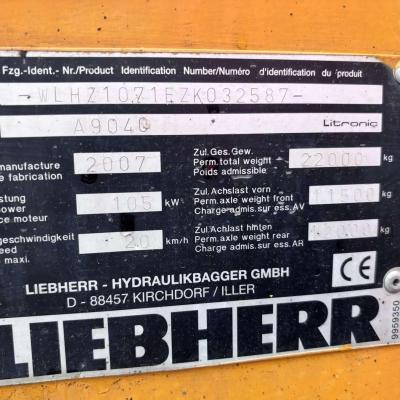 Fzg.-Ident.- Nr./Product Identification Number/Numéro d'identification du produit
-WLHZ1071EZK032587-
Litronic
manufacture
fabrication 2007
Zul.Ges.Gew.
Perm.total weight 22000 kg
Poids admissible
stung
power 105 kW
ce moteur
Zul.Achslast vorn
Perm.axle weight front 11500 kg
Charge admis.sur ess.AV
geschwindigkeit
eed 20 km/h
maxi.
Zul.Achslast hinten
Perm.axle weight rear kg
Charge admis.sur ess.AR
LIEBHERR - HYDRAULIKBAGGER GMBH
D - 88457 KIRCHDORF / ILLER
CE
LIEBHERR
9959350